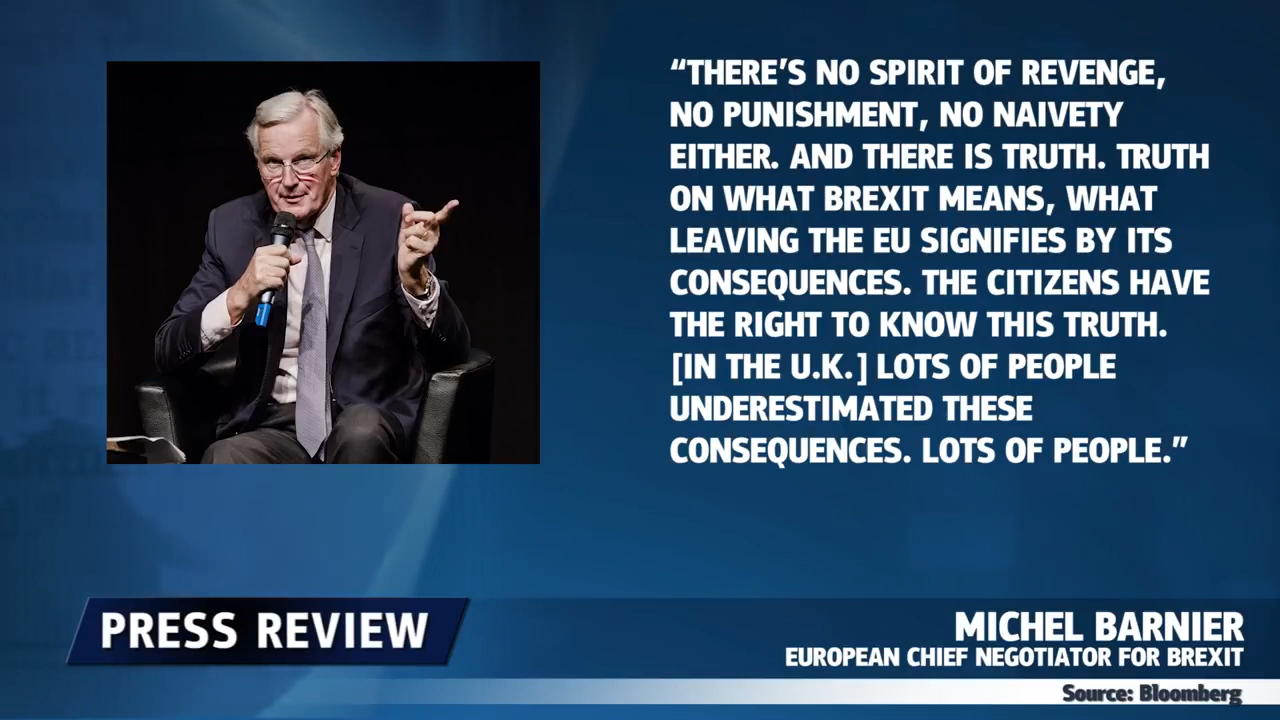 “THERE’S NO SPIRIT OF REVENGE,
NO PUNISHMENT, NO NAIVETY
EITHER. AND THERE IS TRUTH. TRUTH
ON WHAT BREXIT MEANS, WHAT
LEAVING THE EU SIGNIFIES BY ITS
CONSEQUENCES. THE CITIZENS HAVE
THE RIGHT TO KNOW THIS TRUTH.
[IN THE U.K.] LOTS OF PEOPLE
UNDERESTIMATED THESE
CONSEQUENCES. LOTS OF PEOPLE.”
PRESS REVIEW
MICHEL BARNIER
EUROPEAN CHIEF NEGOTIATOR FOR BREXIT
Source: Bloomberg